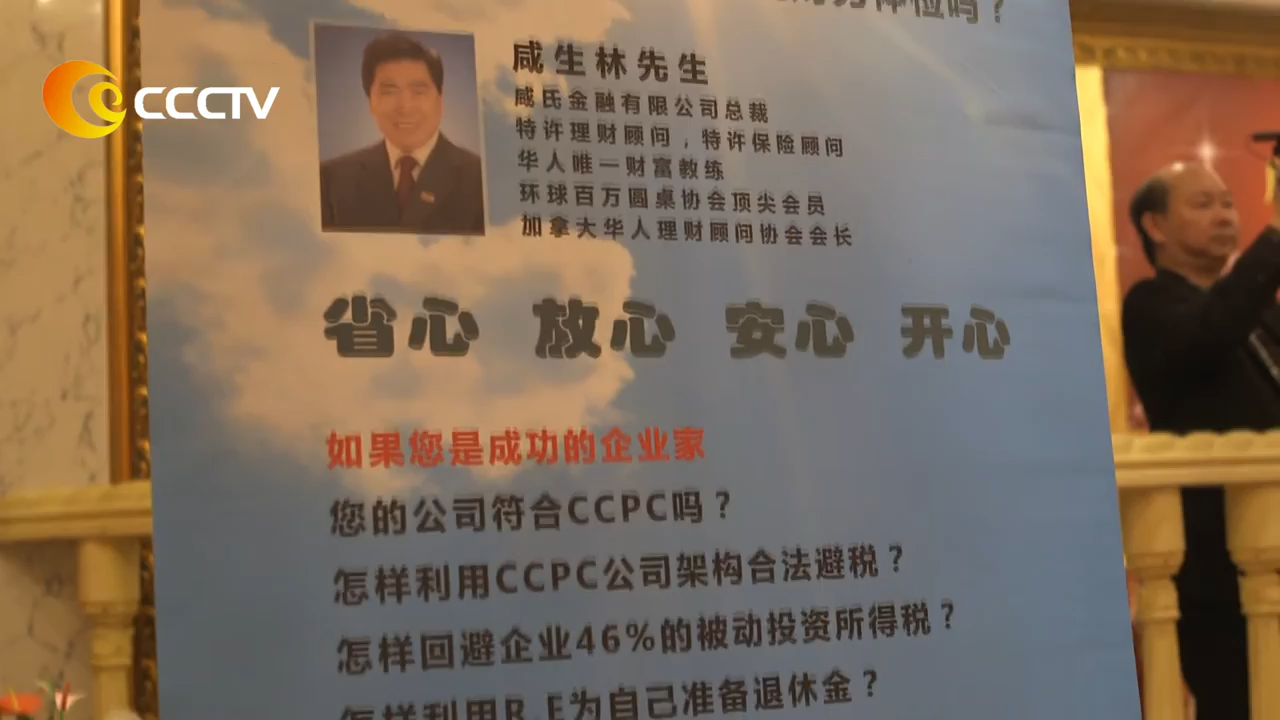 体检吗？
CCCTV
咸生林先生
咸氏金融有限公司总裁
特许理财顾问，特许保险顾问
华人唯一财富教练
环球百万圆桌协会顶尖会员
加拿大华人理财顾问协会会长
省心 放心 安心 开心
如果您是成功的企业家
您的公司符合CCPC吗？
怎样利用CCPC公司架构合法避税？
怎样回避企业46%的被动投资所得税？
怎样利用R.E为自己准备退休金？